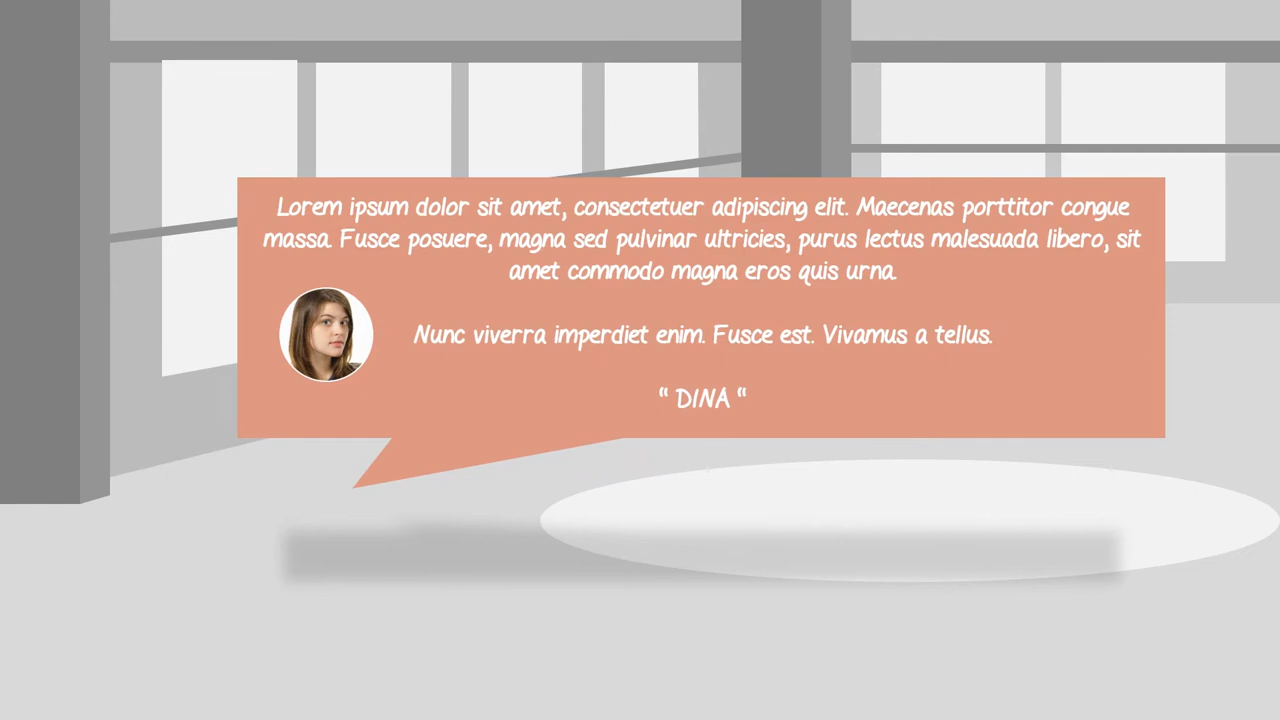 Lorem ipsum dolor sit amet, consectetuer adipiscing elit. Maecenas porttitor congue
massa. Fusce posuere, magna sed pulvinar ultricies, purus lectus malesuada libero, sit
amet commodo magna eros quis urna.
Nunc viverra imperdiet enim. Fusce est. Vivamus a tellus.
“ DINA “